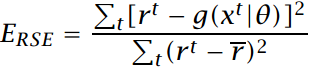 E_{RSE} = \frac{\sum_t [r^t - g(x^t|\theta)]^2}{\sum_t (r^t - \overline{r})^2}